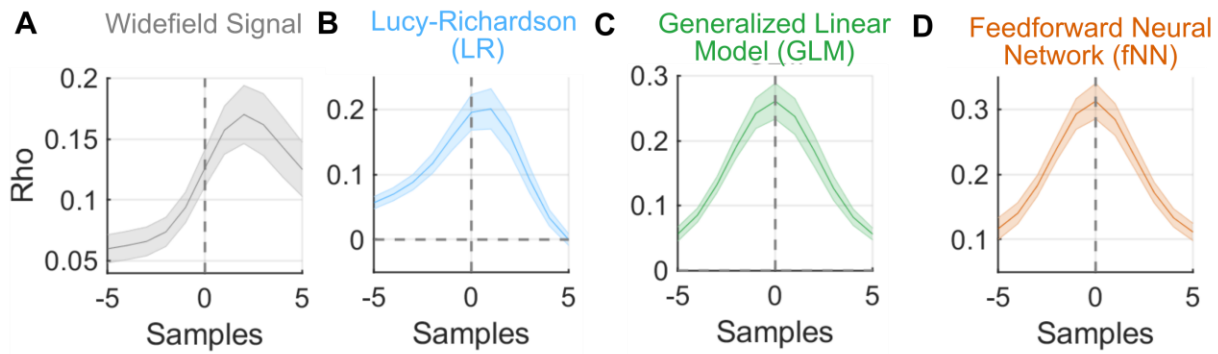 A
Widefield Signal
Rho
0.2
0.15
0.1
0.05
-5
0
5
Samples
B
Lucy-Richardson
(LR)
0.2
0.1
0
-5
0
5
Samples
C
Generalized Linear
Model (GLM)
0.3
0.2
0.1
0
-5
0
5
Samples
D
Feedforward Neural
Network (fNN)
0.3
0.2
0.1
-5
0
5
Samples